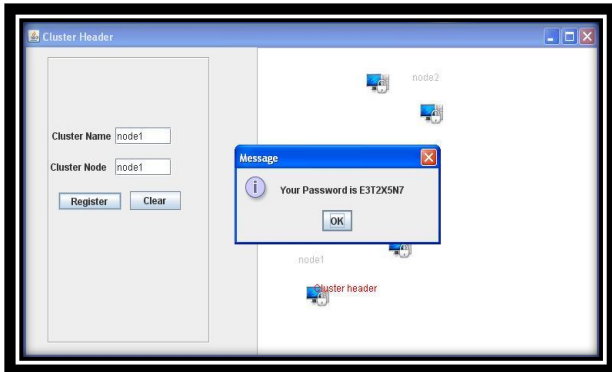 Cluster Header
node2
Cluster Name node1
Message
Cluster Node node1
Your Password is E3T2X5N7
Register Clear
OK
node1
Cluster header